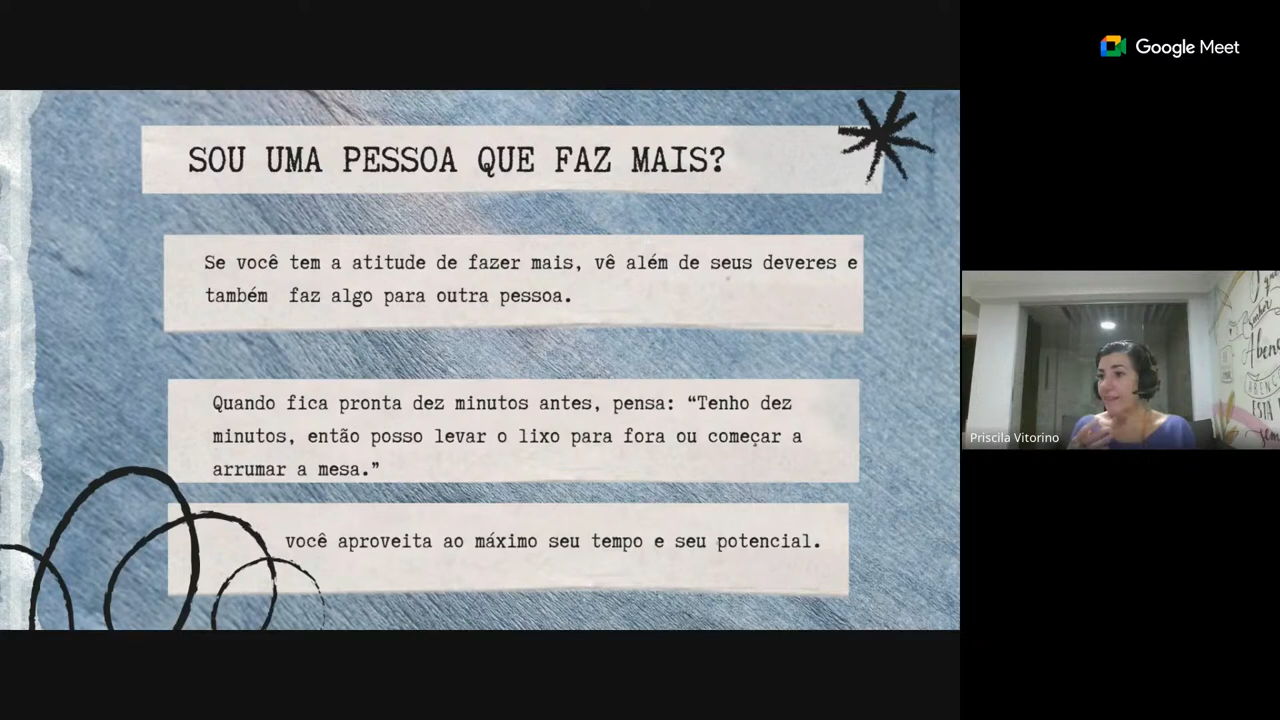 Google Meet
SOU UMA PESSOA QUE FAZ MAIS?
Se você tem a atitude de fazer mais, vê além de seus deveres e
também faz algo para outra pessoa.
Quando fica pronta dez minutos antes, pensa: “Tenho dez
minutos, então posso levar o lixo para fora ou começar a
arrumar a mesa.”
você aproveita ao máximo seu tempo e seu potencial.
Priscila Vitorino